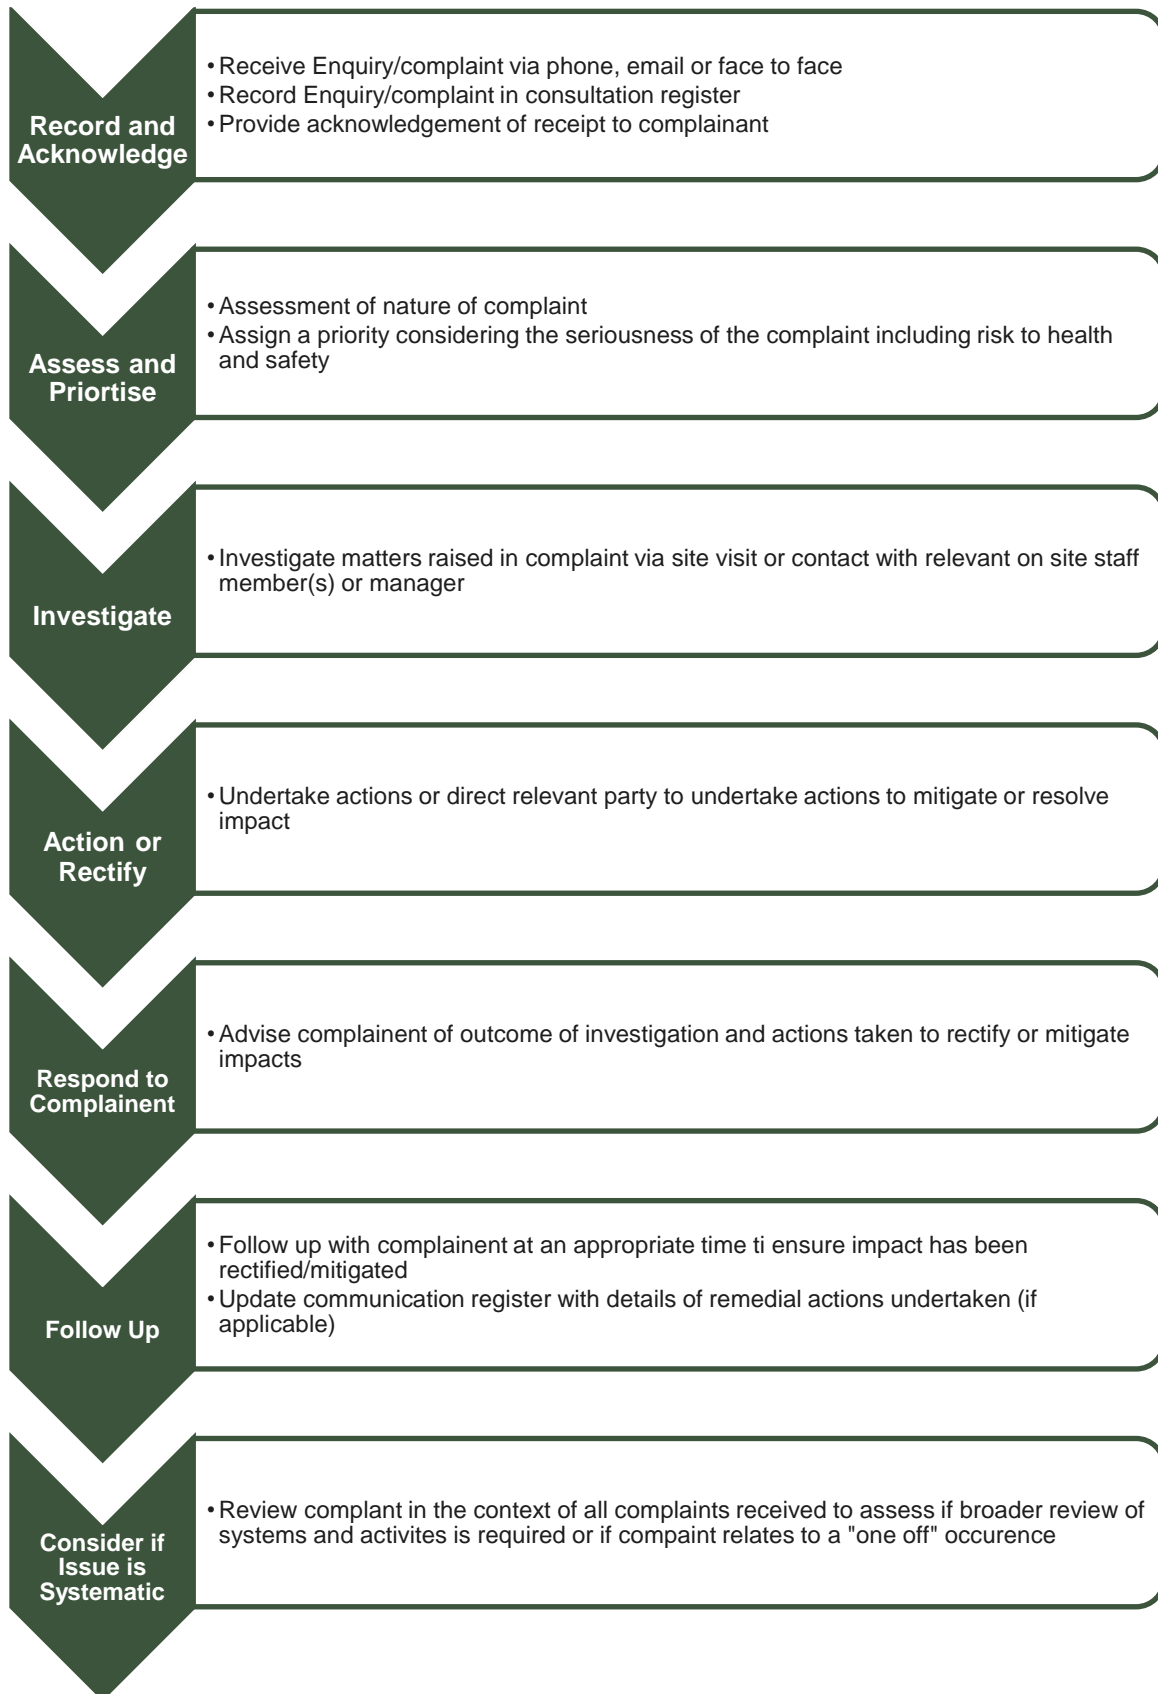 Record and
Acknowledge
• Receive Enquiry/complaint via phone, email or face to face
• Record Enquiry/complaint in consultation register
• Provide acknowledgement of receipt to complainant
Assess and
Priortise
• Assessment of nature of complaint
• Assign a priority considering the seriousness of the complaint including risk to health
and safety
Investigate
• Investigate matters raised in complaint via site visit or contact with relevant on site staff
member(s) or manager
Action or
Rectify
• Undertake actions or direct relevant party to undertake actions to mitigate or resolve
impact
Respond to
Complainent
• Advise complainent of outcome of investigation and actions taken to rectify or mitigate
impacts
Follow Up
• Follow up with complainent at an appropriate time ti ensure impact has been
rectified/mitigated
• Update communication register with details of remedial actions undertaken (if
applicable)
Consider if
Issue is
Systematic
• Review complant in the context of all complaints received to assess if broader review of
systems and activites is required or if compaint relates to a "one off" occurence